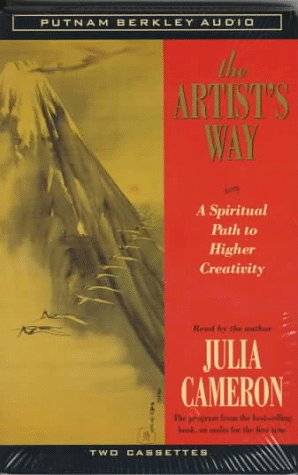 PUTNAM BERKLEY AUDIO
the
ARTIST'S
WAY
A Spiritual
Path to
Higher
Creativity
Read by the author
JULIA
CAMERON
The program from the best-selling
book, on audio for the first time
TWO CASSETTES